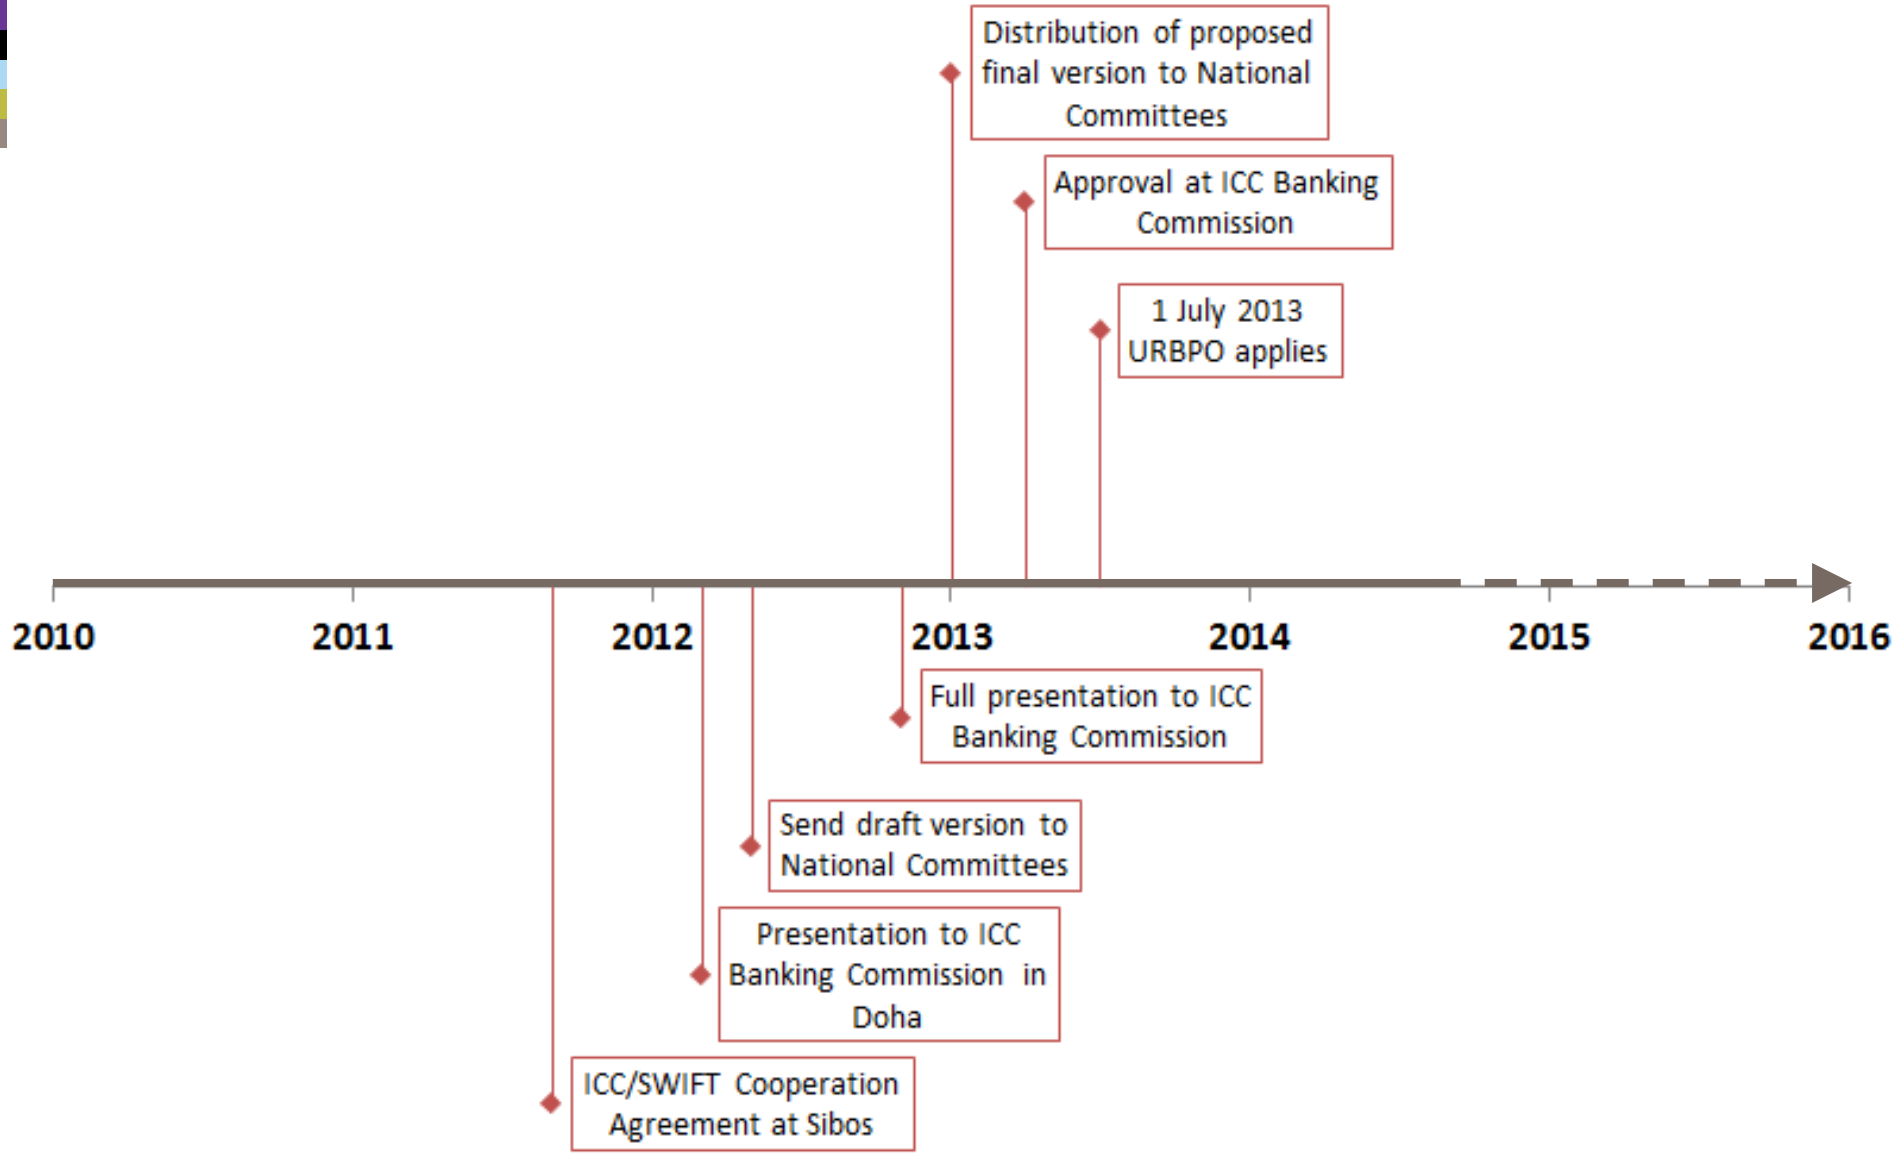 Distribution of proposed
final version to National
Committees
Approval at ICC Banking
Commission
1 July 2013
URBPO applies
2010
2011
2012
2013
2014
2015
2016
Full presentation to ICC
Banking Commission
Send draft version to
National Committees
Presentation to ICC
Banking Commission in
Doha
ICC/SWIFT Cooperation
Agreement at Sibos